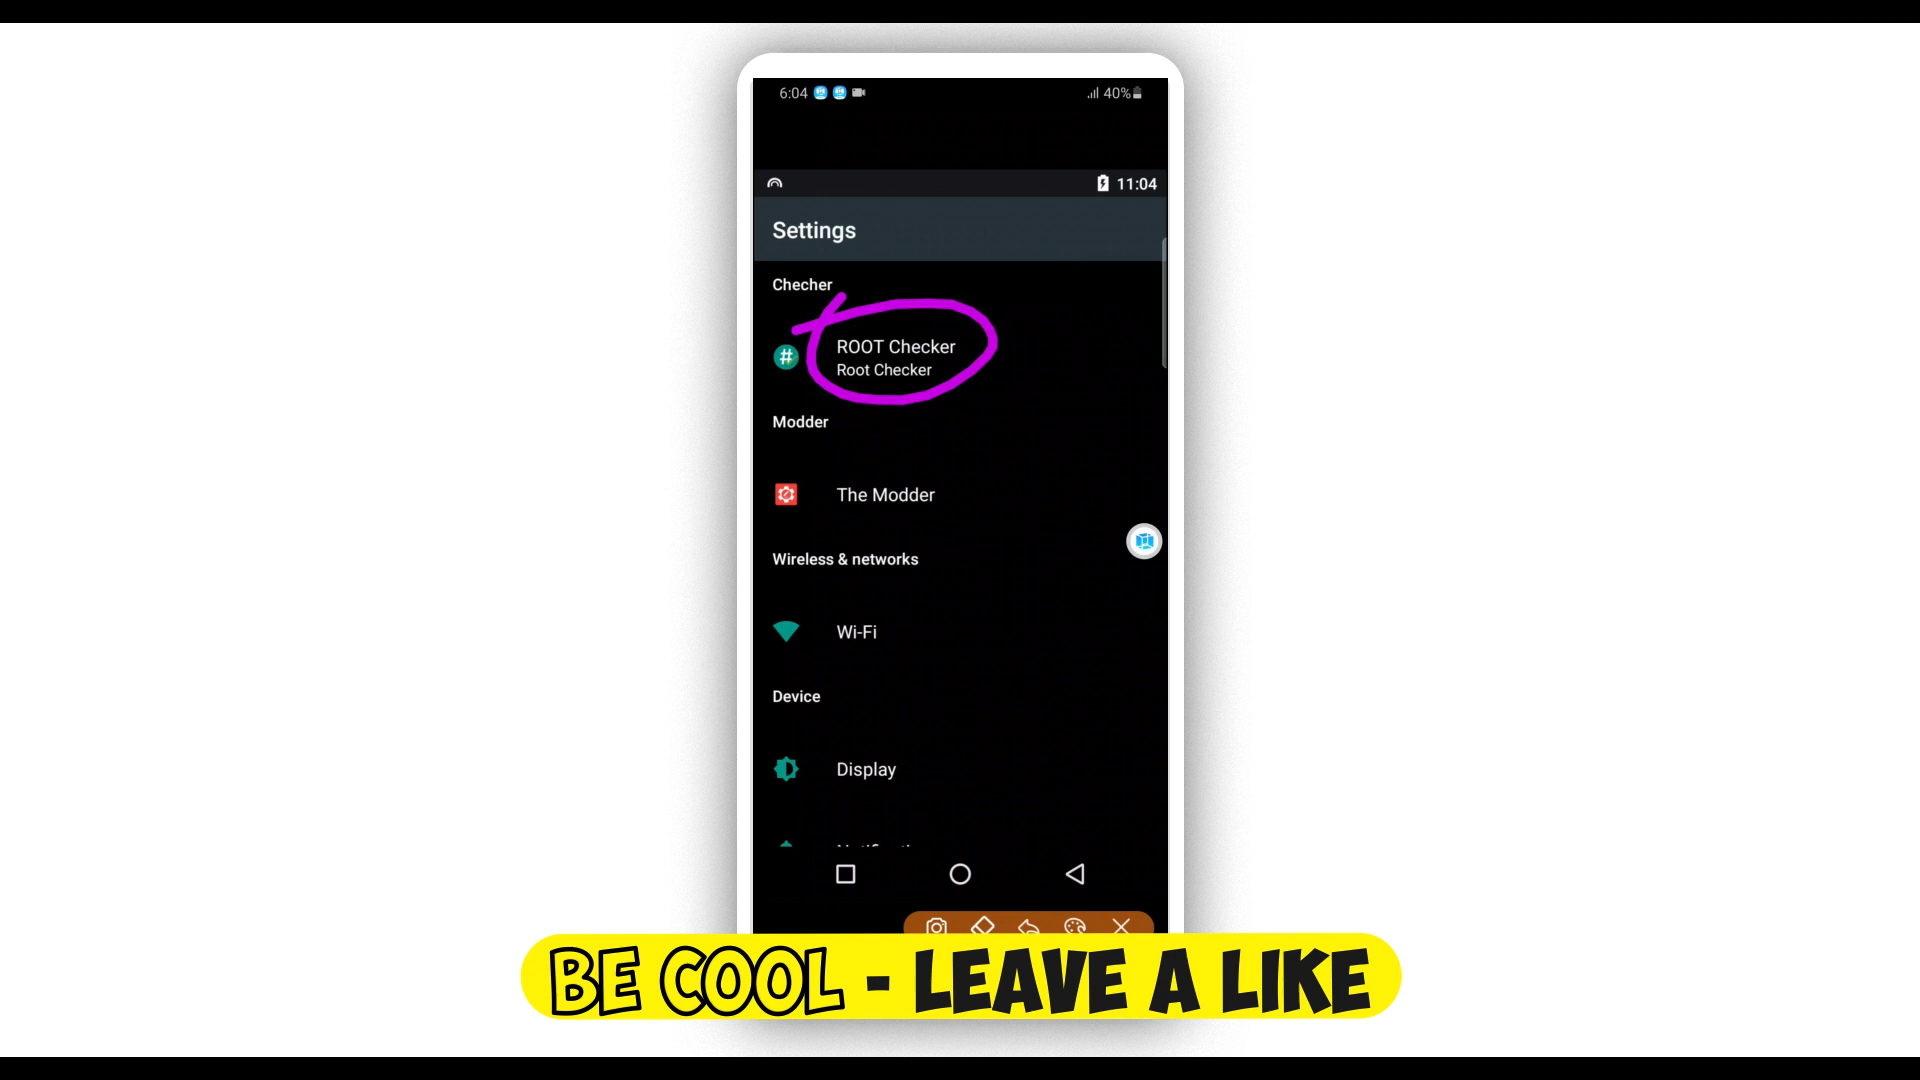 6:04 40%
11:04
Settings
Checher
ROOT Checker
Root Checker
Modder
The Modder
Wireless & networks
Wi-Fi
Device
Display
BE COOL - LEAVE A LIKE